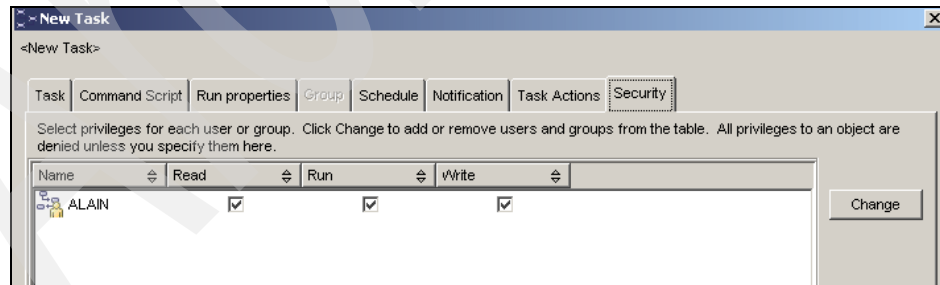 New Task
<New Task>
Task Command Script Run properties Group Schedule Notification Task Actions Security
Select privileges for each user or group. Click Change to add or remove users and groups from the table. All privileges to an object are
denied unless you specify them here.
Name Read Run Write
ALAIN
Change